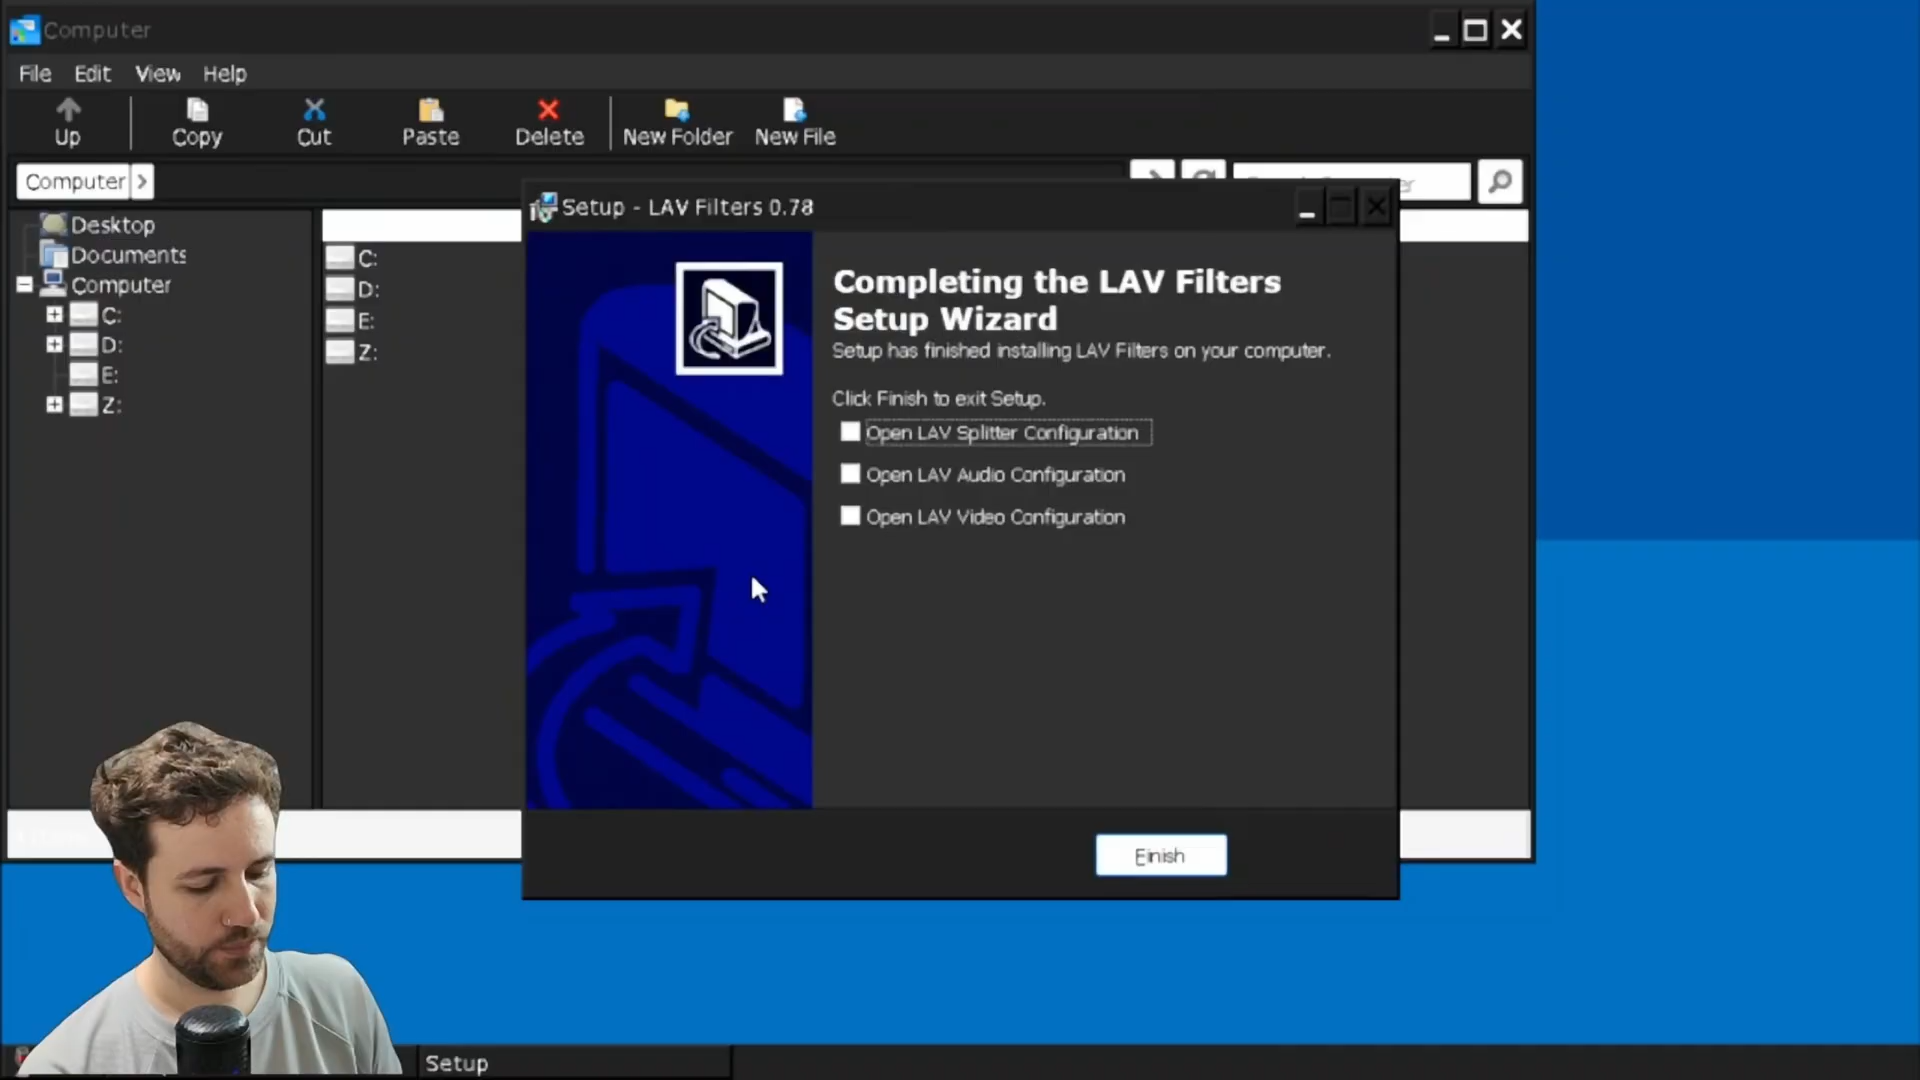 Computer
File Edit View Help
Up Copy Cut Paste Delete New Folder New File
Computer
Setup - LAV Filters 0.78
Desktop
Documents
Computer
C:
D:
E:
Z:
C:
D:
E:
Z:
Completing the LAV Filters
Setup Wizard
Setup has finished installing LAV Filters on your computer.
Click Finish to exit Setup.
Open LAV Splitter Configuration
Open LAV Audio Configuration
Open LAV Video Configuration
Finish
Setup